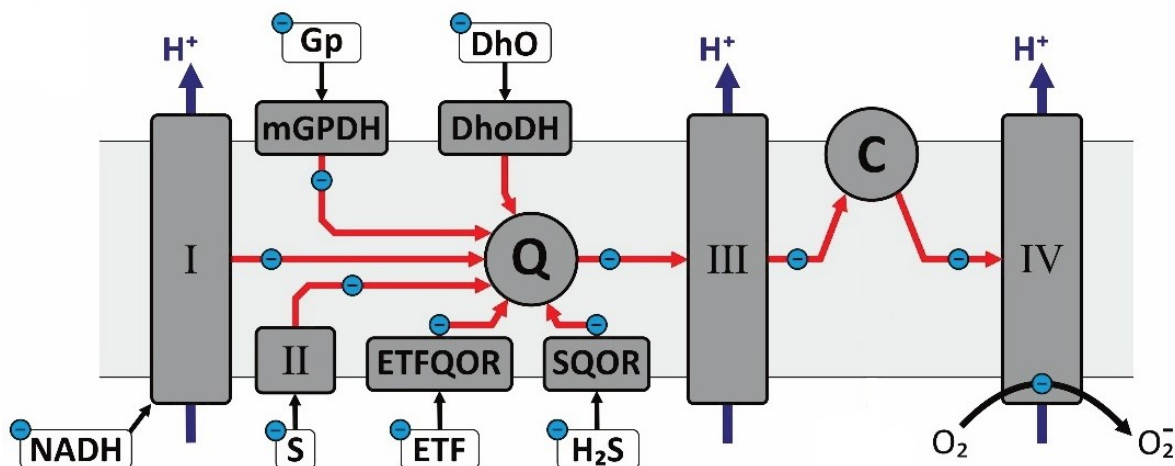 Gp
DhO
H⁺
H⁺
H⁺
mGPDH
DhoDH
C
I
Q
III
IV
II
ETFQOR
SQOR
NADH
S
ETF
H₂S
O₂
O₂⁻